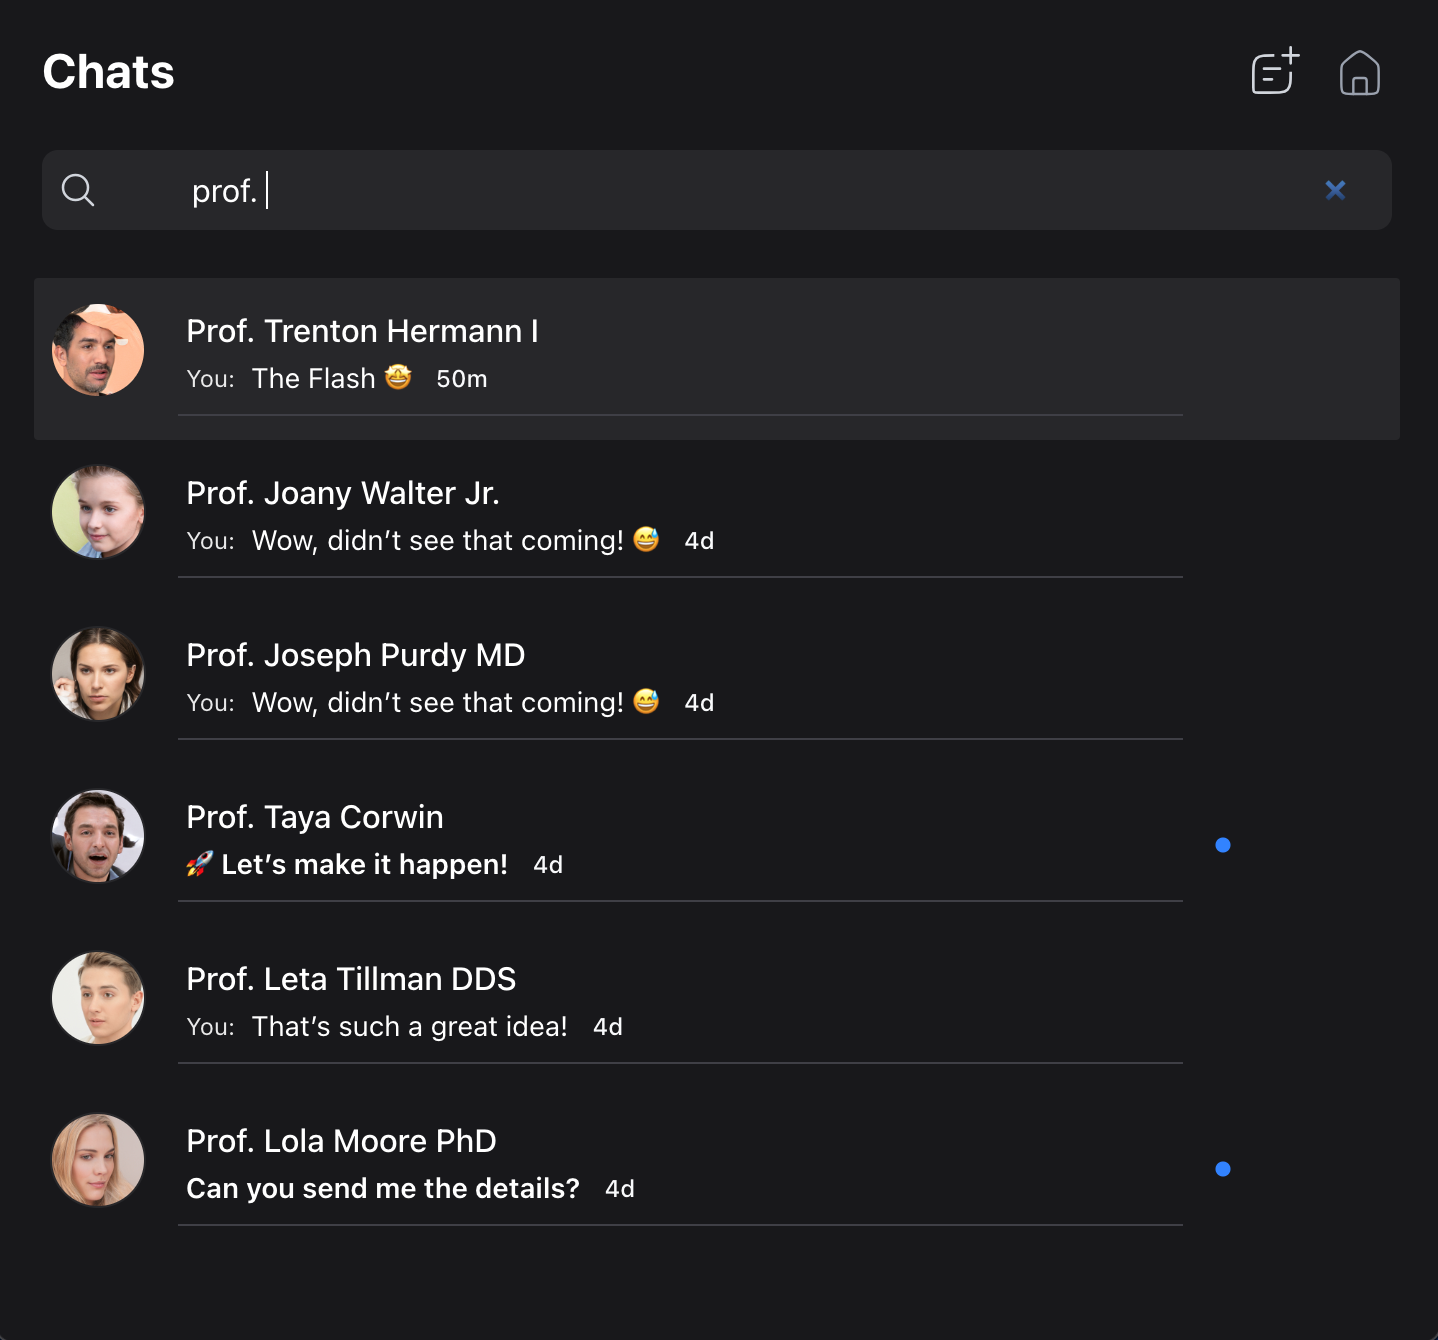 Chats
prof.
Prof. Trenton Hermann I
You: The Flash 🤩 50m
Prof. Joany Walter Jr.
You: Wow, didn’t see that coming! 😅 4d
Prof. Joseph Purdy MD
You: Wow, didn’t see that coming! 😅 4d
Prof. Taya Corwin
🚀 Let’s make it happen! 4d
Prof. Leta Tillman DDS
You: That’s such a great idea! 4d
Prof. Lola Moore PhD
Can you send me the details? 4d